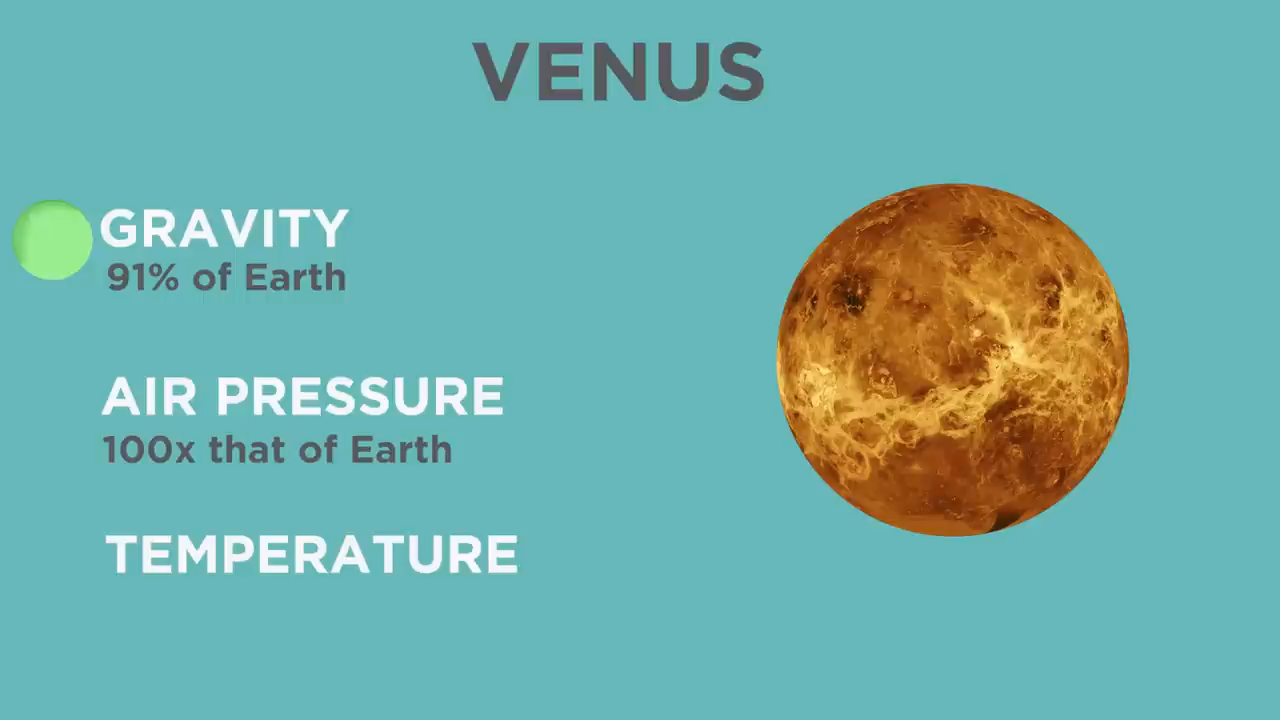 VENUS
GRAVITY
91% of Earth
AIR PRESSURE
100x that of Earth
TEMPERATURE